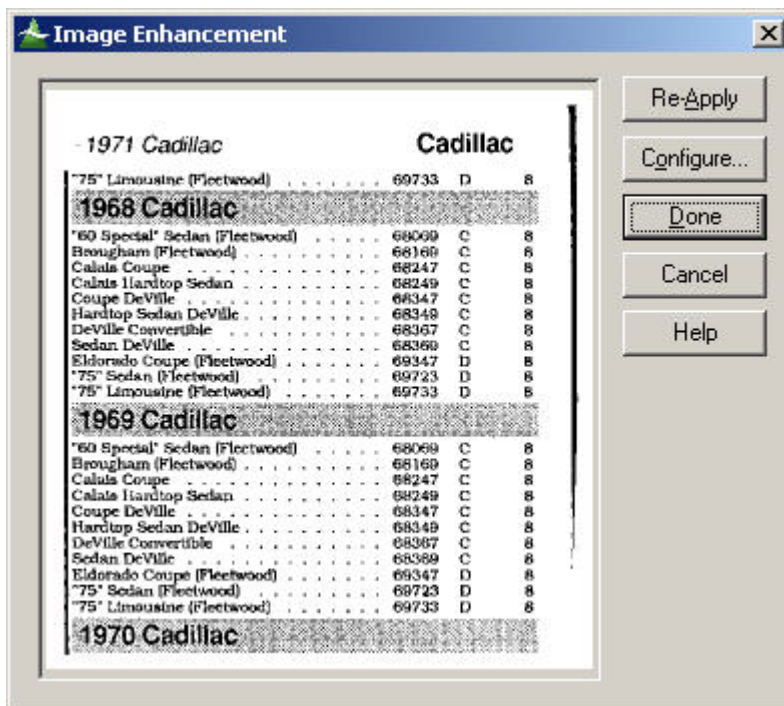 Image Enhancement
- 1971 Cadillac Cadillac
"75" Limousine (Fleetwood) . . . . . . . 69733 D 8
1968 Cadillac
"60 Special" Sedan (Fleetwood) . . . . . 68069 C 8
Brougham (Fleetwood) . . . . . . . . . 68169 C 8
Calais Coupe . . . . . . . . . . . . . 68247 C 8
Calais Hardtop Sedan . . . . . . . . . 68249 C 8
Coupe DeVille . . . . . . . . . . . . . 68347 C 8
Hardtop Sedan DeVille . . . . . . . . . 68349 C 8
DeVille Convertible . . . . . . . . . . 68367 C 8
Sedan DeVille . . . . . . . . . . . . . 68369 C 8
Eldorado Coupe (Fleetwood) . . . . . . 69347 D 8
"75" Sedan (Fleetwood) . . . . . . . . 69723 D 8
"75" Limousine (Fleetwood) . . . . . . . 69733 D 8
1969 Cadillac
"60 Special" Sedan (Fleetwood) . . . . . 68069 C 8
Brougham (Fleetwood) . . . . . . . . . 68169 C 8
Calais Coupe . . . . . . . . . . . . . 68247 C 8
Calais Hardtop Sedan . . . . . . . . . 68249 C 8
Coupe DeVille . . . . . . . . . . . . . 68347 C 8
Hardtop Sedan DeVille . . . . . . . . . 68349 C 8
DeVille Convertible . . . . . . . . . . 68367 C 8
Sedan DeVille . . . . . . . . . . . . . 68369 C 8
Eldorado Coupe (Fleetwood) . . . . . . 69347 D 8
"75" Sedan (Fleetwood) . . . . . . . . 69723 D 8
"75" Limousine (Fleetwood) . . . . . . . 69733 D 8
1970 Cadillac
Re-Apply
Configure...
Done
Cancel
Help